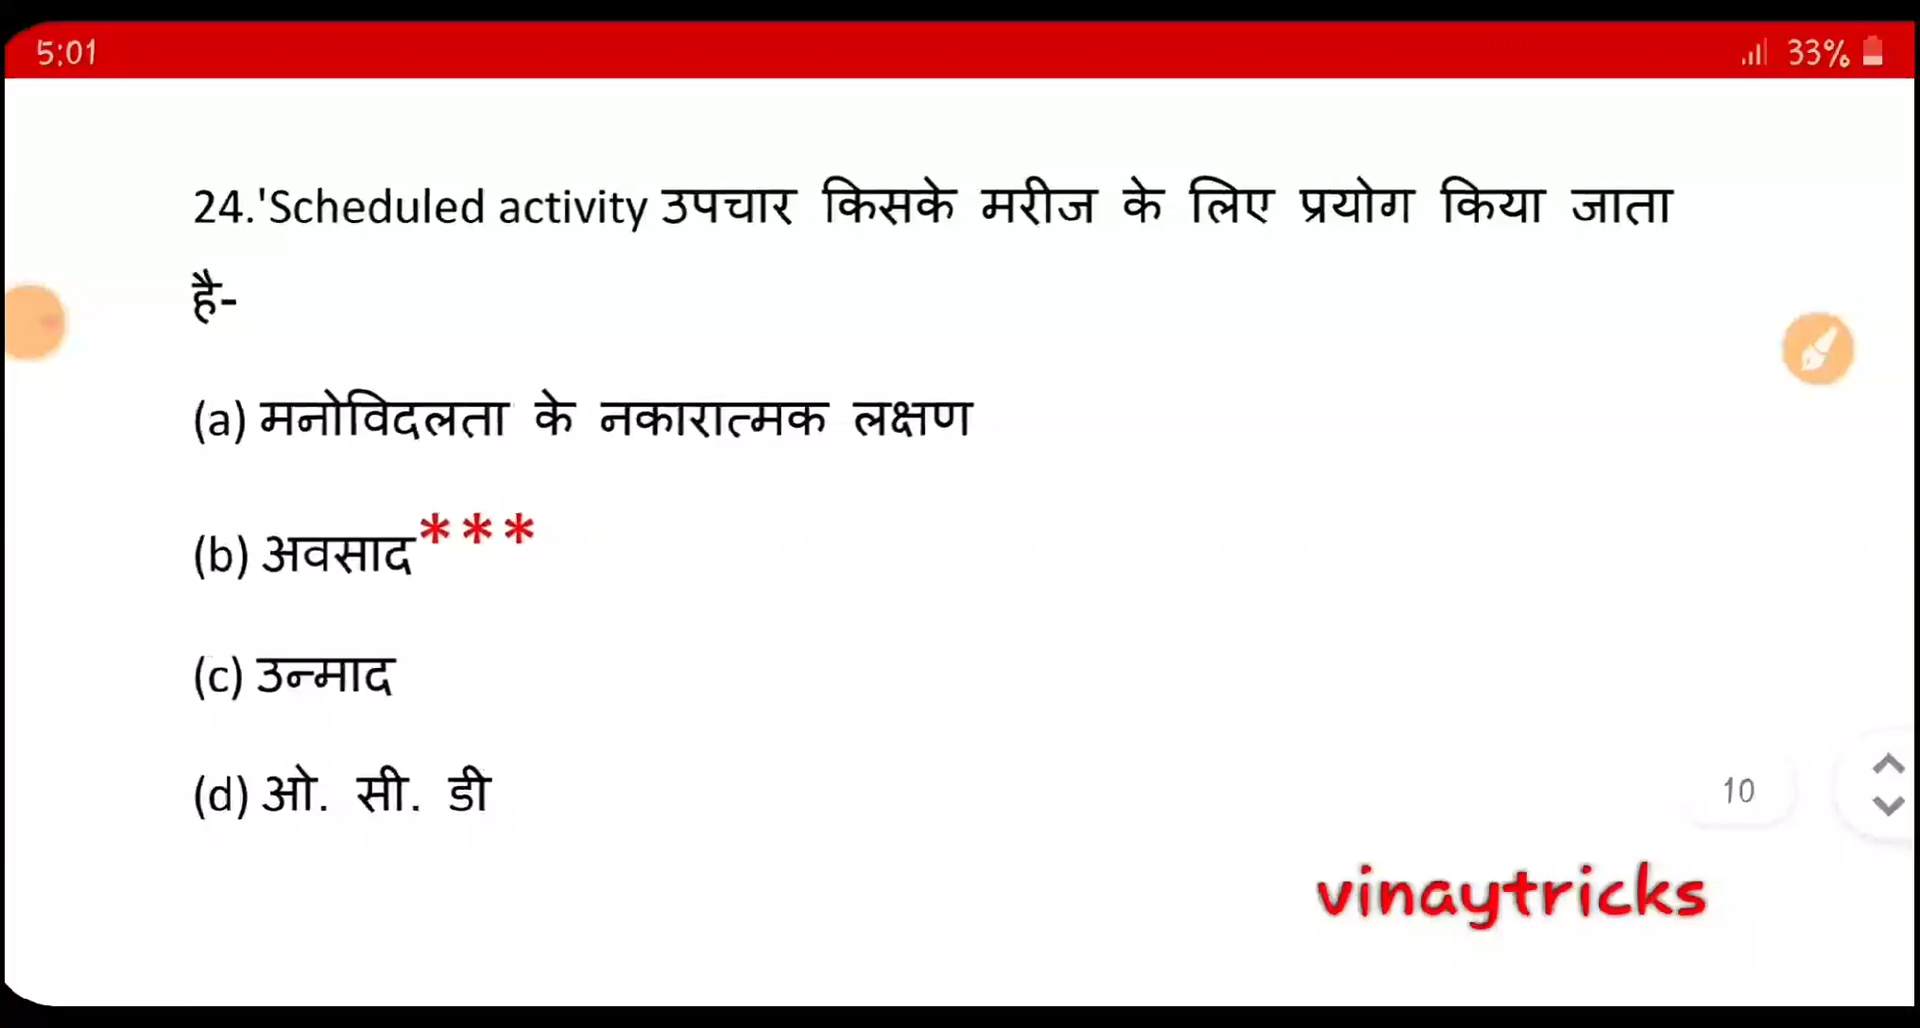 5:01
33%
24.'Scheduled activity उपचार किसके मरीज के लिए प्रयोग किया जाता
है-
(a) मनोविदलता के नकारात्मक लक्षण
(b) अवसाद***
(c) उन्माद
(d) ओ. सी. डी
10
vinaytricks